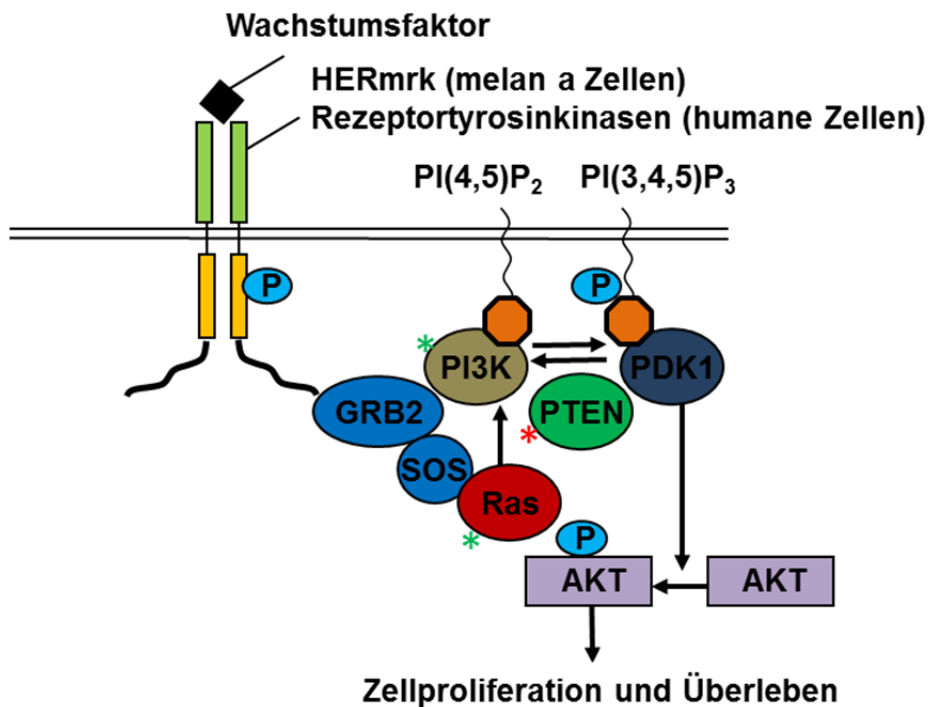 Wachstumsfaktor
HERmrk (melan a Zellen)
Rezeptortyrosinkinasen (humane Zellen)
PI(4,5)P₂ PI(3,4,5)P₃
P P
PI3K PDK1
GRB2 PTEN
SOS
Ras
P
AKT AKT
Zellproliferation und Überleben